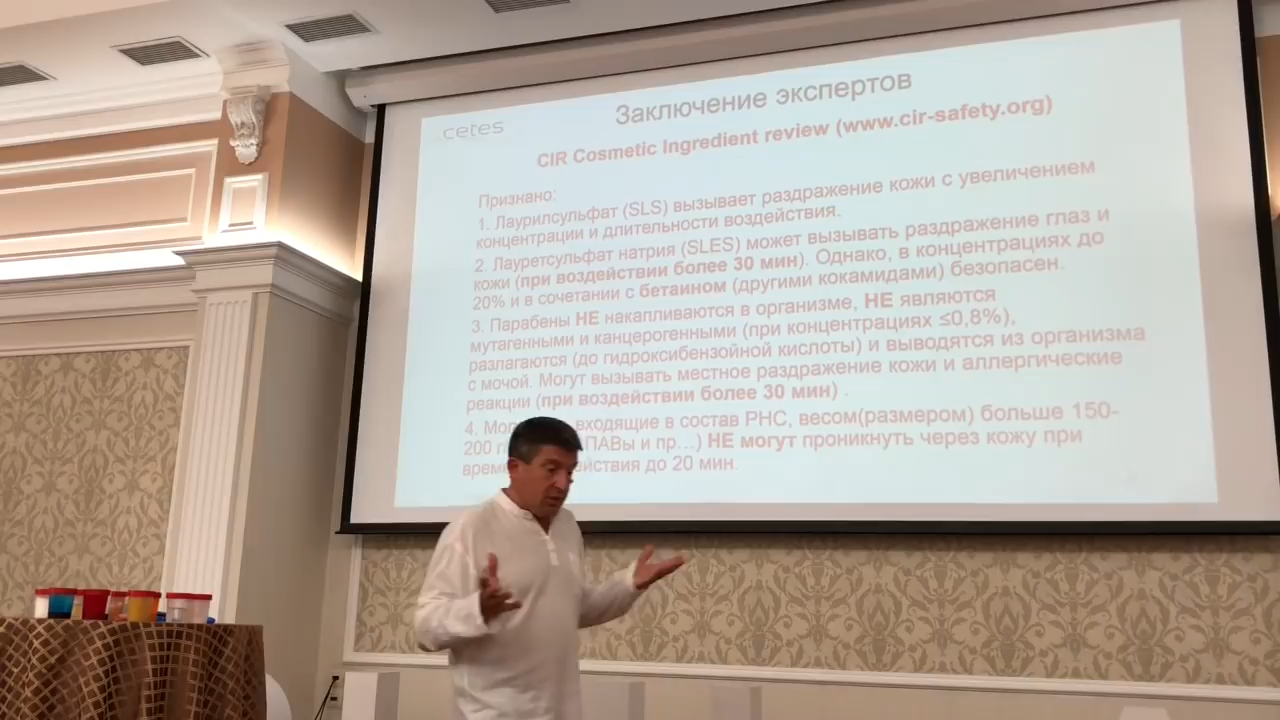 cetes
Заключение экспертов
CIR Cosmetic Ingredient review (www.cir-safety.org)
Признано:
1. Лаурилсульфат (SLS) вызывает раздражение кожи с увеличением
концентрации и длительности воздействия.
2. Лауретсульфат натрия (SLES) может вызывать раздражение глаз и
кожи (при воздействии более 30 мин). Однако, в концентрациях до
20% и в сочетании с бетаином (другими кокамидами) безопасен.
3. Парабены НЕ накапливаются в организме, НЕ являются
мутагенными и канцерогенными (при концентрациях ≤0,8%),
разлагаются (до гидроксибензойной кислоты) и выводятся из организма
с мочой. Могут вызывать местное раздражение кожи и аллергические
реакции (при воздействии более 30 мин) .
4. входящие в состав РНС, весом(размером) больше 150-
200 ПАВы и пр...) НЕ могут проникнуть через кожу при
до 20 мин.